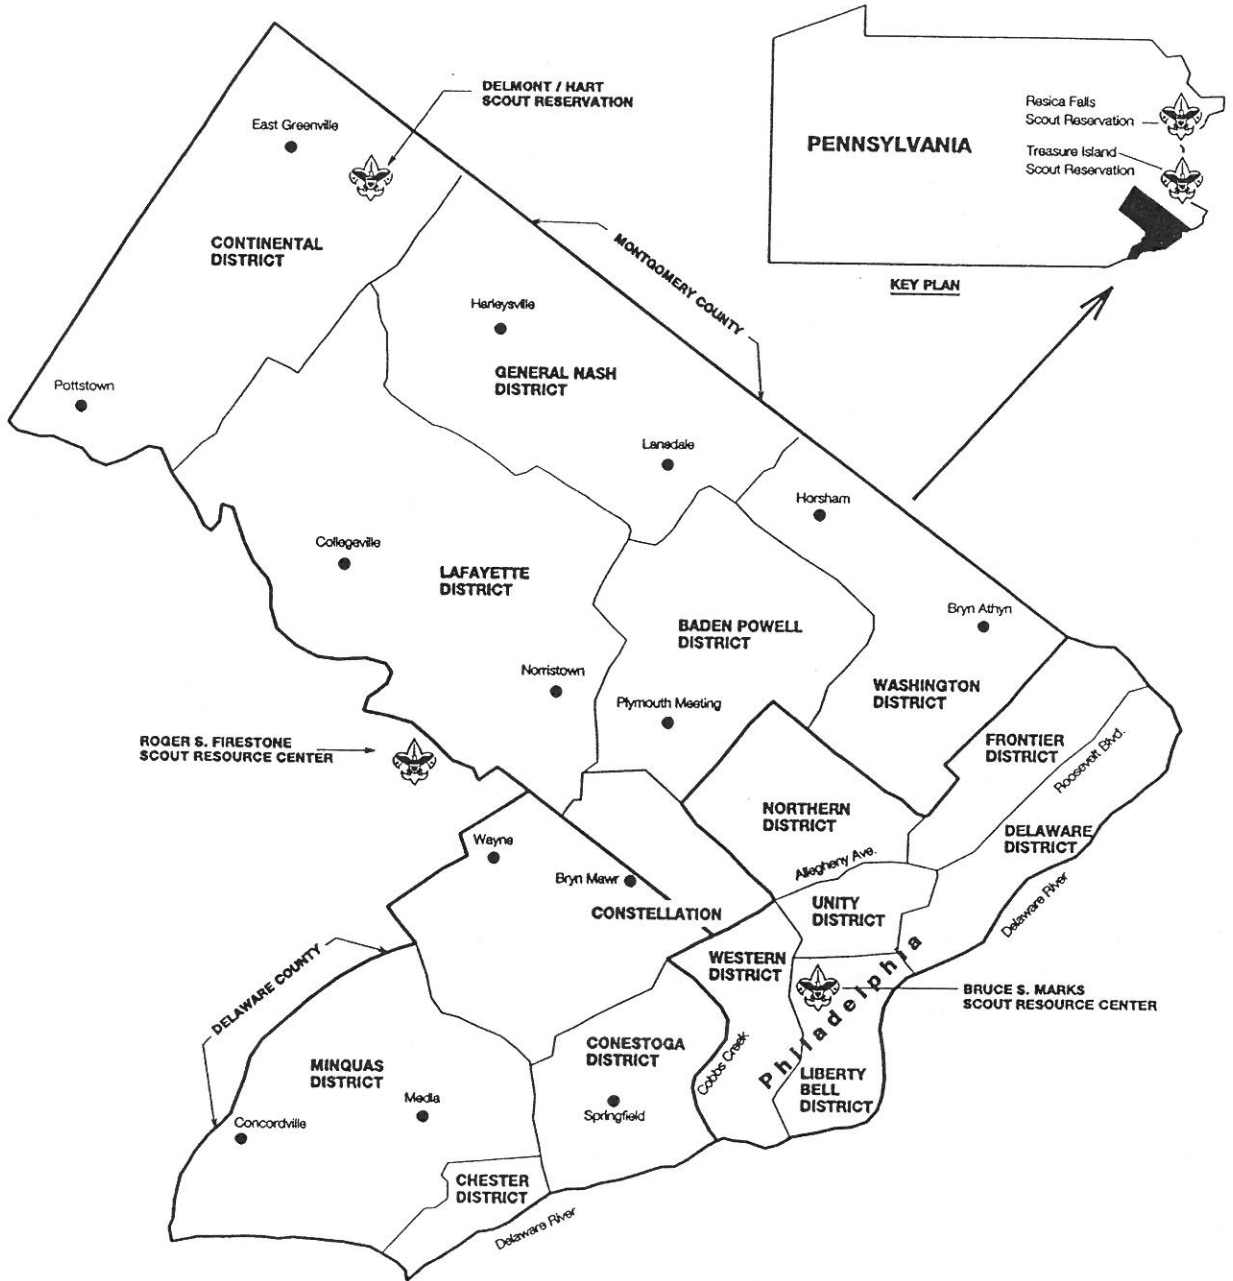 DELMONT / HART
SCOUT RESERVATION
East Greenville
CONTINENTAL
DISTRICT
Pottstown
MONTGOMERY COUNTY
Harleysville
GENERAL NASH
DISTRICT
Lansdale
Resica Falls
Scout Reservation
Treasure Island
Scout Reservation
PENNSYLVANIA
KEY PLAN
Horsham
Collegeville
LAFAYETTE
DISTRICT
BADEN POWELL
DISTRICT
Bryn Athyn
Norristown
Plymouth Meeting
WASHINGTON
DISTRICT
ROGER S. FIRESTONE
SCOUT RESOURCE CENTER
FRONTIER
DISTRICT
Roosevelt Blvd.
NORTHERN
DISTRICT
DELAWARE
DISTRICT
Wayne
Bryn Mawr
Allegheny Ave.
CONSTELLATION
UNITY
DISTRICT
Delaware River
DELAWARE COUNTY
WESTERN
DISTRICT
Philadelphia
BRUCE S. MARKS
SCOUT RESOURCE CENTER
MINQUAS
DISTRICT
CONESTOGA
DISTRICT
Cobbs Creek
LIBERTY
BELL
DISTRICT
Media
Springfield
Concordville
CHESTER
DISTRICT
Delaware River